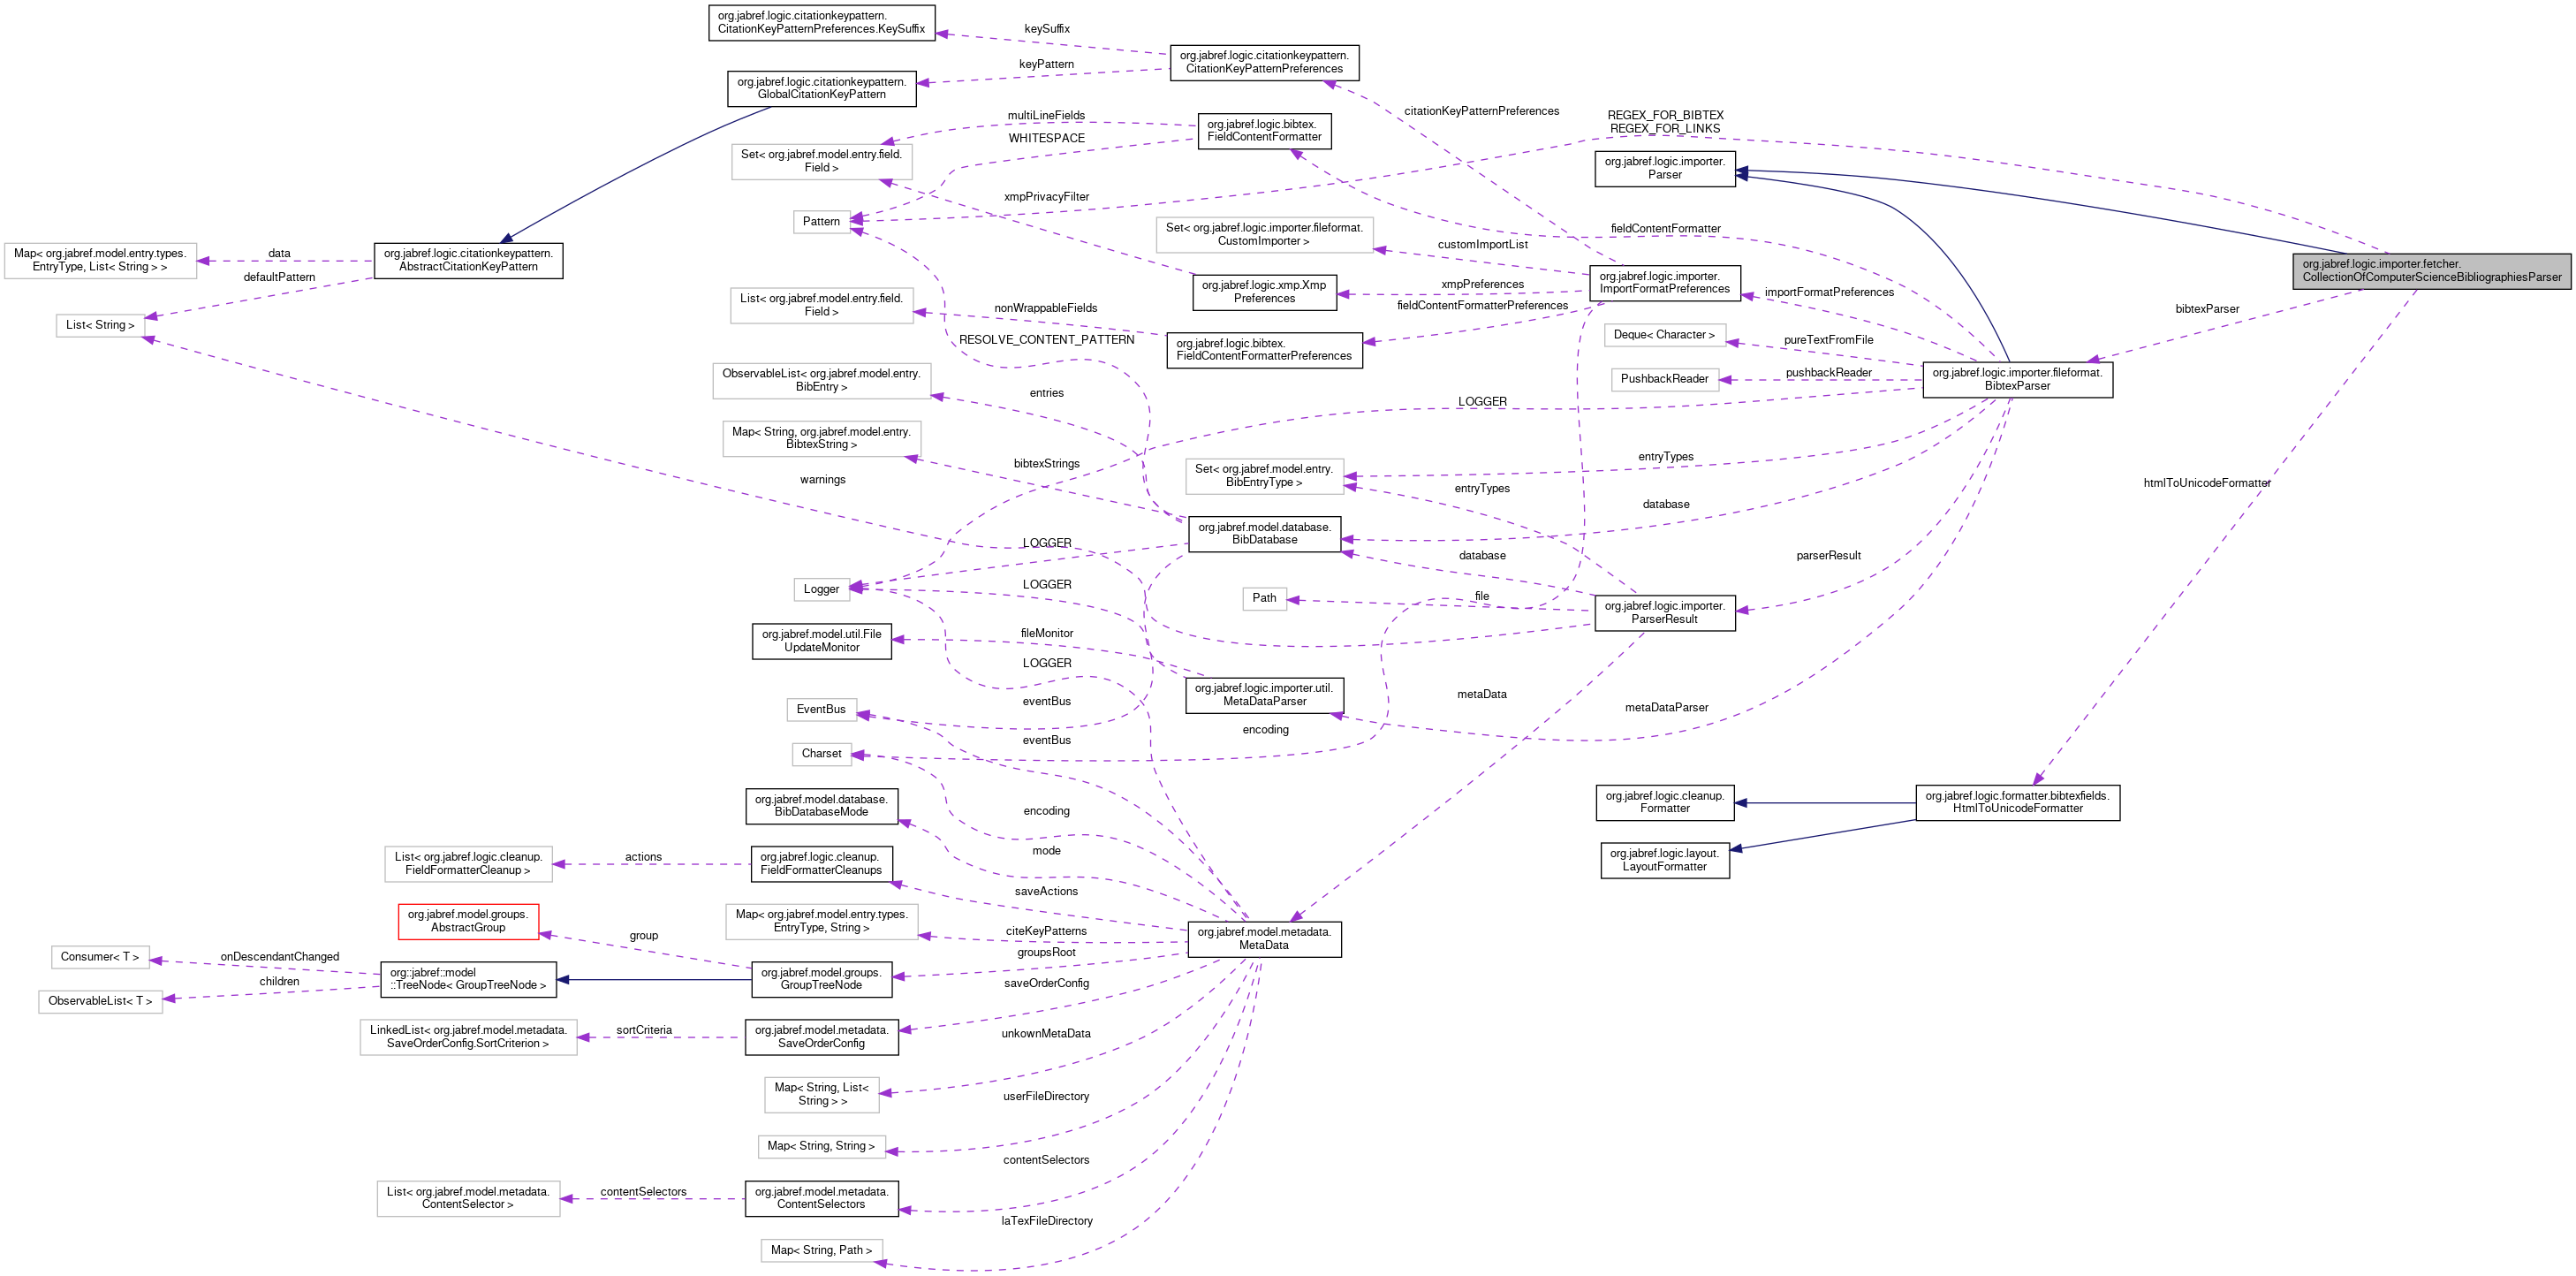 org.jabref.logic.citationkeypattern.
CitationKeyPatternPreferences.KeySuffix
keySuffix
org.jabref.logic.citationkeypattern.
CitationKeyPatternPreferences
keyPattern
org.jabref.logic.citationkeypattern.
GlobalCitationKeyPattern
citationKeyPatternPreferences
REGEX_FOR_BIBTEX
REGEX_FOR_LINKS
multiLineFields
org.jabref.logic.bibtex.
FieldContentFormatter
WHITESPACE
Set< org.jabref.model.entry.field.
Field >
org.jabref.logic.importer.
Parser
xmpPrivacyFilter
Pattern
Set< org.jabref.logic.importer.fileformat.
CustomImporter >
fieldContentFormatter
customImportList
Map< org.jabref.model.entry.types.
EntryType, List< String > >
data
org.jabref.logic.citationkeypattern.
AbstractCitationKeyPattern
defaultPattern
org.jabref.logic.importer.fetcher.
CollectionOfComputerScienceBibliographiesParser
org.jabref.logic.importer.
ImportFormatPreferences
org.jabref.logic.xmp.Xmp
Preferences
xmpPreferences
importFormatPreferences
List< org.jabref.model.entry.field.
Field >
nonWrappableFields
fieldContentFormatterPreferences
bibtexParser
List< String >
RESOLVE_CONTENT_PATTERN
org.jabref.logic.bibtex.
FieldContentFormatterPreferences
Deque< Character >
pureTextFromFile
ObservableList< org.jabref.model.entry.
BibEntry >
entries
PushbackReader
pushbackReader
org.jabref.logic.importer.fileformat.
BibtexParser
LOGGER
Map< String, org.jabref.model.entry.
BibtexString >
bibtexStrings
Set< org.jabref.model.entry.
BibEntryType >
entryTypes
entryTypes
warnings
htmlToUnicodeFormatter
database
org.jabref.model.database.
BibDatabase
LOGGER
database
parserResult
Logger
LOGGER
Path
file
org.jabref.logic.importer.
ParserResult
org.jabref.model.util.File
UpdateMonitor
fileMonitor
LOGGER
org.jabref.logic.importer.util.
MetaDataParser
metaData
metaDataParser
EventBus
eventBus
eventBus
encoding
Charset
org.jabref.model.database.
BibDatabaseMode
encoding
org.jabref.logic.cleanup.
Formatter
org.jabref.logic.formatter.bibtexfields.
HtmlToUnicodeFormatter
mode
List< org.jabref.logic.cleanup.
FieldFormatterCleanup >
actions
org.jabref.logic.cleanup.
FieldFormatterCleanups
org.jabref.logic.layout.
LayoutFormatter
saveActions
org.jabref.model.groups.
AbstractGroup
Map< org.jabref.model.entry.types.
EntryType, String >
citeKeyPatterns
org.jabref.model.metadata.
MetaData
group
Consumer< T >
onDescendantChanged
groupsRoot
org::jabref::model
::TreeNode< GroupTreeNode >
org.jabref.model.groups.
GroupTreeNode
children
ObservableList< T >
saveOrderConfig
LinkedList< org.jabref.model.metadata.
SaveOrderConfig.SortCriterion >
sortCriteria
org.jabref.model.metadata.
SaveOrderConfig
unkownMetaData
Map< String, List<
String > >
userFileDirectory
Map< String, String >
contentSelectors
List< org.jabref.model.metadata.
ContentSelector >
contentSelectors
org.jabref.model.metadata.
ContentSelectors
laTexFileDirectory
Map< String, Path >